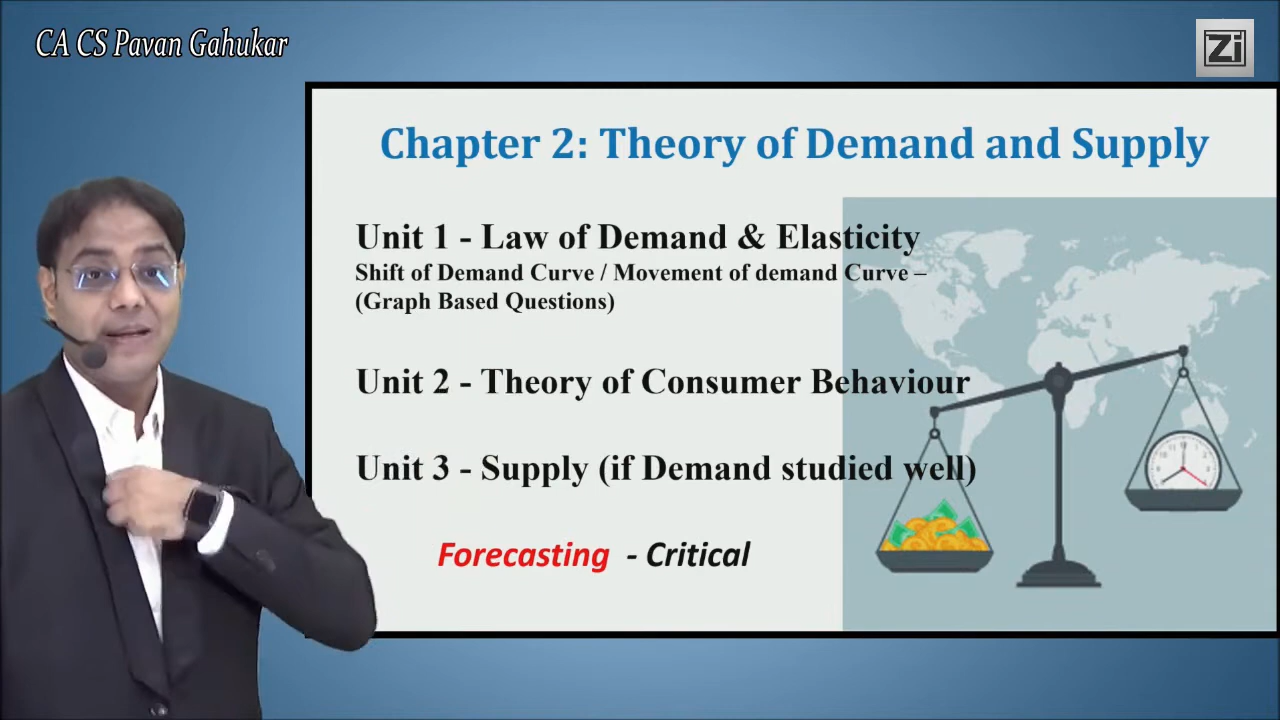 CA CS Pavan Gahukar
Zi
Chapter 2: Theory of Demand and Supply
Unit 1 - Law of Demand & Elasticity
Shift of Demand Curve / Movement of demand Curve –
(Graph Based Questions)
Unit 2 - Theory of Consumer Behaviour
Unit 3 - Supply (if Demand studied well)
Forecasting - Critical